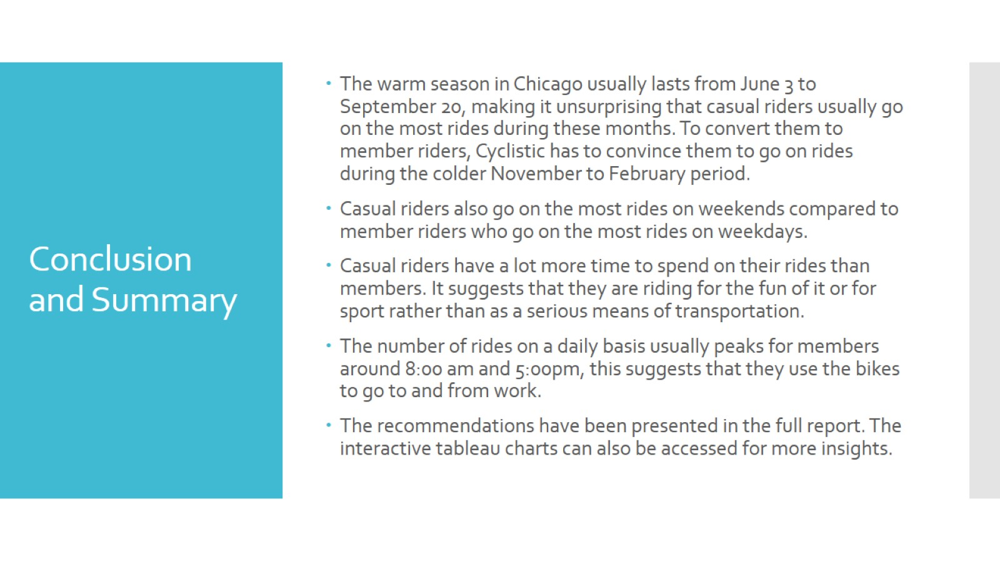 Conclusion
and Summary
• The warm season in Chicago usually lasts from June 3 to
September 20, making it unsurprising that casual riders usually go
on the most rides during these months. To convert them to
member riders, Cyclistic has to convince them to go on rides
during the colder November to February period.
• Casual riders also go on the most rides on weekends compared to
member riders who go on the most rides on weekdays.
• Casual riders have a lot more time to spend on their rides than
members. It suggests that they are riding for the fun of it or for
sport rather than as a serious means of transportation.
• The number of rides on a daily basis usually peaks for members
around 8:00 am and 5:00pm, this suggests that they use the bikes
to go to and from work.
• The recommendations have been presented in the full report. The
interactive tableau charts can also be accessed for more insights.